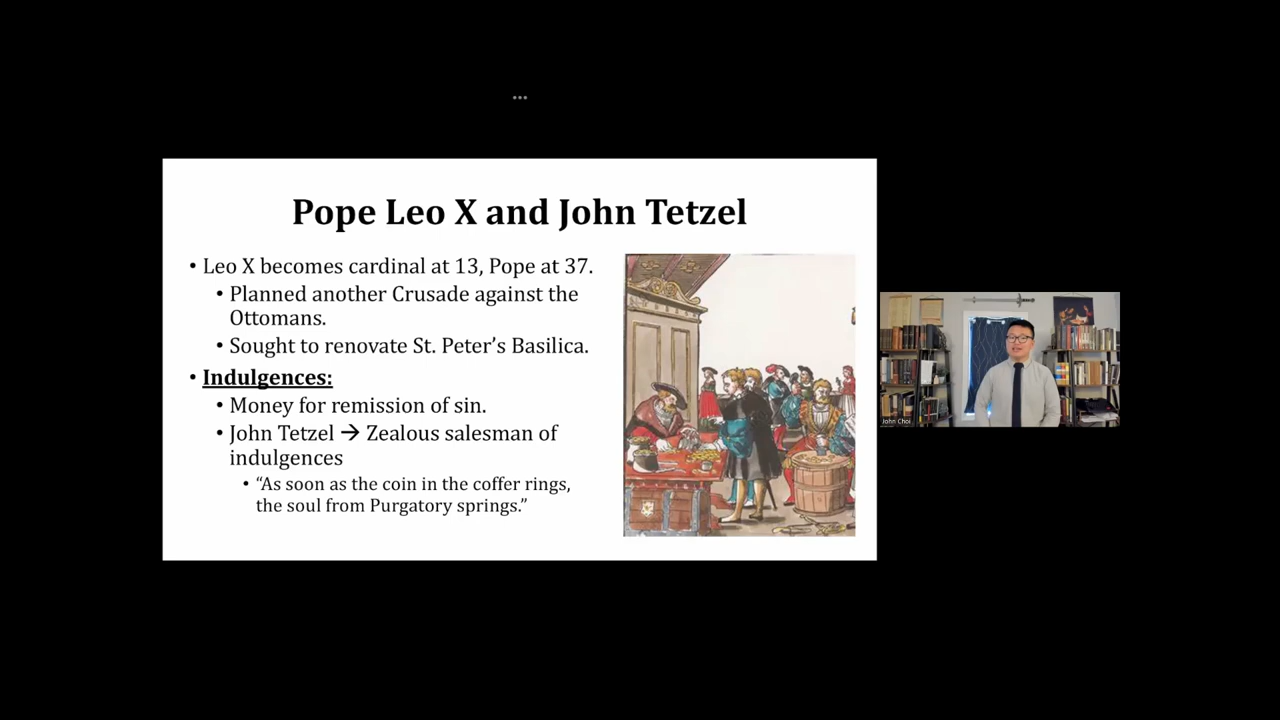 Pope Leo X and John Tetzel
• Leo X becomes cardinal at 13, Pope at 37.
• Planned another Crusade against the
Ottomans.
• Sought to renovate St. Peter’s Basilica.
• Indulgences:
• Money for remission of sin.
• John Tetzel → Zealous salesman of
indulgences
• “As soon as the coin in the coffer rings,
the soul from Purgatory springs.”
John Choi